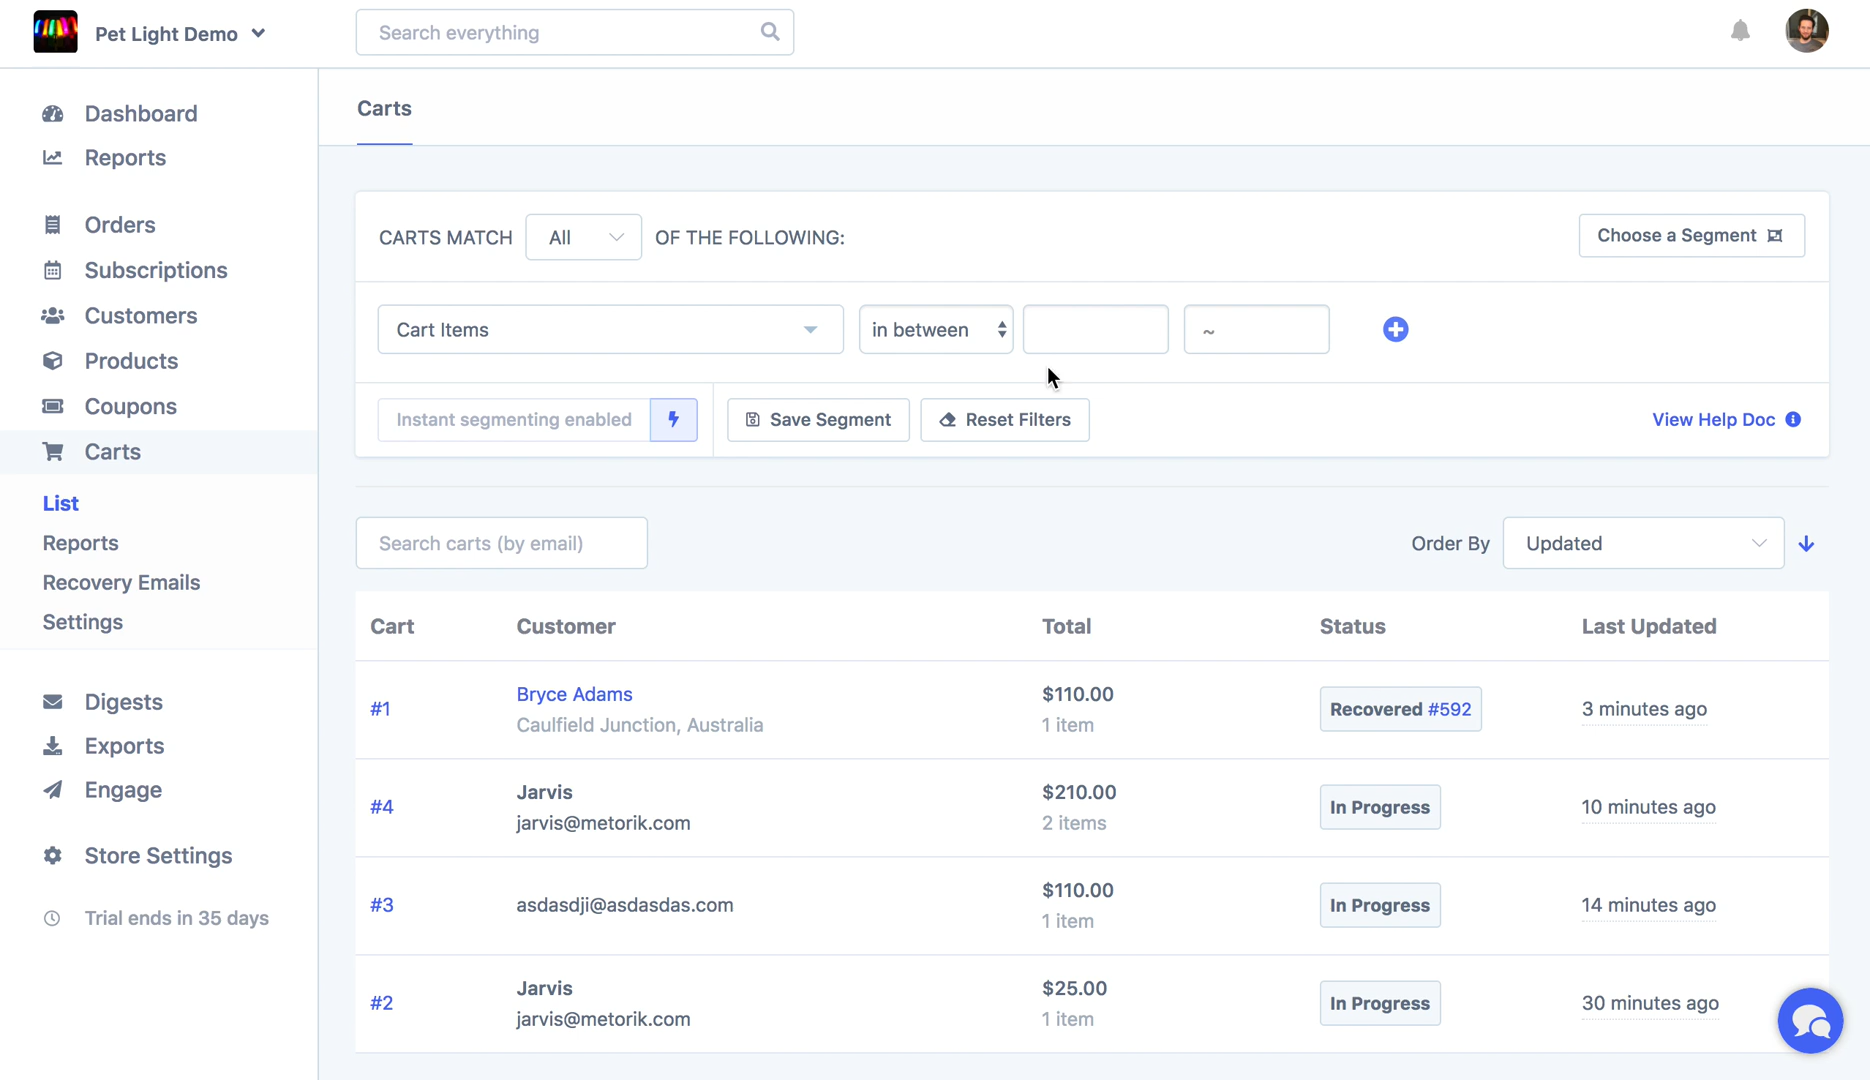 Pet Light Demo
Search everything
Dashboard
Reports
Orders
Subscriptions
Customers
Products
Coupons
Carts
List
Reports
Recovery Emails
Settings
Digests
Exports
Engage
Store Settings
Trial ends in 35 days
Carts
CARTS MATCH All OF THE FOLLOWING:
Choose a Segment
Cart Items in between ~
Instant segmenting enabled Save Segment Reset Filters View Help Doc
Search carts (by email) Order By Updated
Cart Customer Total Status Last Updated
#1 Bryce Adams $110.00 Recovered #592 3 minutes ago
Caulfield Junction, Australia 1 item
#4 Jarvis $210.00 In Progress 10 minutes ago
jarvis@metorik.com 2 items
#3 asdasdji@asdasdas.com $110.00 In Progress 14 minutes ago
1 item
#2 Jarvis $25.00 In Progress 30 minutes ago
jarvis@metorik.com 1 item